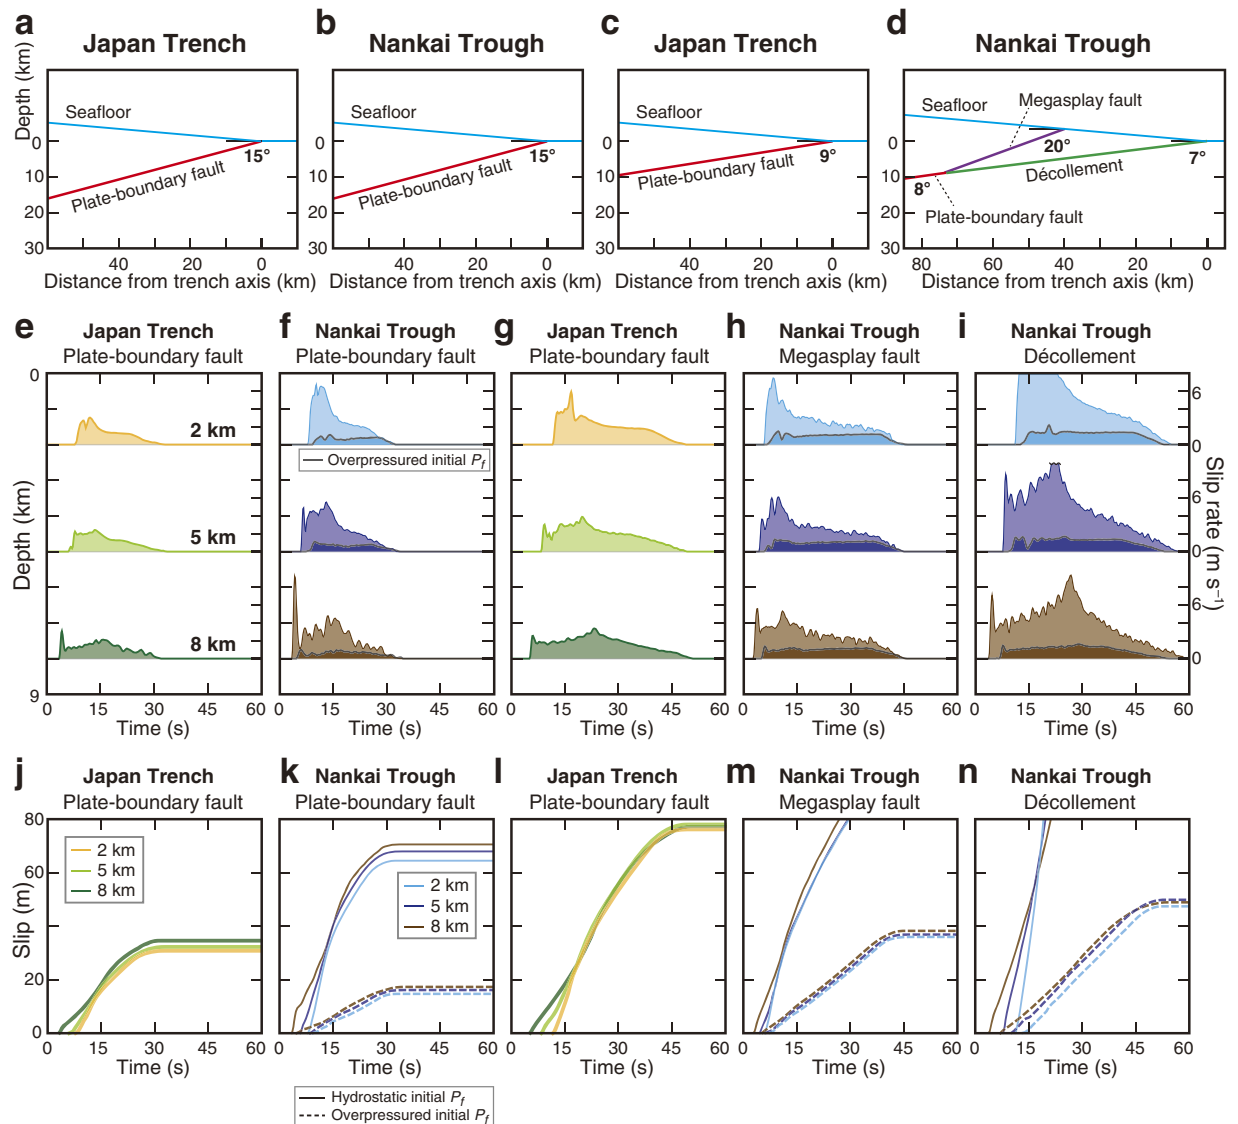 a
Japan Trench
b
Nankai Trough
c
Japan Trench
d
Nankai Trough
Depth (km)
0
10
20
30
Seafloor
15°
Plate-boundary fault
40 20 0
Distance from trench axis (km)
0
10
20
30
Seafloor
15°
Plate-boundary fault
40 20 0
Distance from trench axis (km)
0
10
20
30
Seafloor
9°
Plate-boundary fault
40 20 0
Distance from trench axis (km)
0
10
20
30
Seafloor
Megasplay fault
20°
7°
Décollement
8°
Plate-boundary fault
80 60 40 20 0
Distance from trench axis (km)
e
Japan Trench
Plate-boundary fault
f
Nankai Trough
Plate-boundary fault
g
Japan Trench
Plate-boundary fault
h
Nankai Trough
Megasplay fault
i
Nankai Trough
Décollement
Depth (km)
0
9
2 km
5 km
8 km
Overpressured initial Pf
6
0
6
0
6
0
Slip rate (m s⁻¹)
0 15 30 45 60
Time (s)
0 15 30 45 60
Time (s)
0 15 30 45 60
Time (s)
0 15 30 45 60
Time (s)
0 15 30 45 60
Time (s)
j
Japan Trench
Plate-boundary fault
k
Nankai Trough
Plate-boundary fault
l
Japan Trench
Plate-boundary fault
m
Nankai Trough
Megasplay fault
n
Nankai Trough
Décollement
Slip (m)
80
60
20
0
2 km
5 km
8 km
2 km
5 km
8 km
0 15 30 45 60
Time (s)
0 15 30 45 60
Time (s)
0 15 30 45 60
Time (s)
0 15 30 45 60
Time (s)
0 15 30 45 60
Time (s)
Hydrostatic initial Pf
Overpressured initial Pf